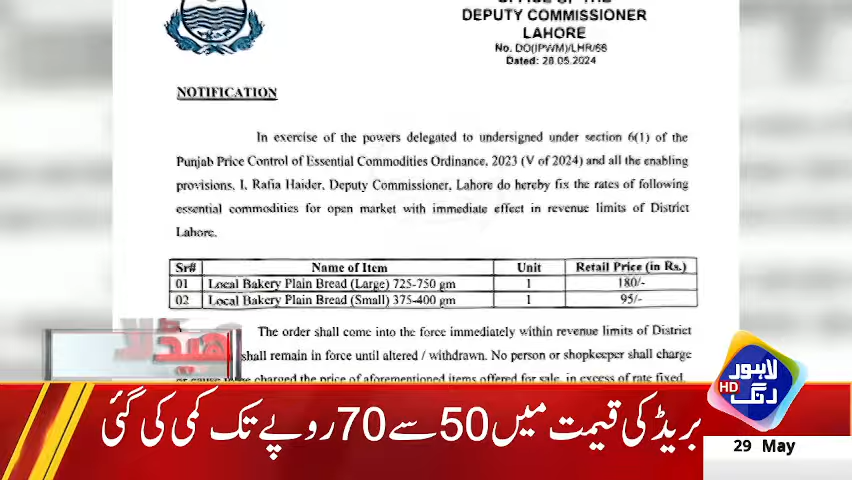 DEPUTY COMMISSIONER
LAHORE
No. DO(IPWM)/LHR/66
Dated: 28.05.2024
NOTIFICATION
In exercise of the powers delegated to undersigned under section 6(1) of the
Punjab Price Control of Essential Commodities Ordinance, 2023 (V of 2024) and all the enabling
provisions, I, Rafia Haider, Deputy Commissioner, Lahore do hereby fix the rates of following
essential commodities for open market with immediate effect in revenue limits of District
Lahore.
Sr# Name of Item Unit Retail Price (in Rs.)
01 Local Bakery Plain Bread (Large) 725-750 gm 1 180/-
02 Local Bakery Plain Bread (Small) 375-400 gm 1 95/-
The order shall come into the force immediately within revenue limits of District
shall remain in force until altered / withdrawn. No person or shopkeeper shall charge
the price of aforementioned items offered for sale, in excess of rate fixed.
لاہور
رنگ
HD
بریڈ کی قیمت میں 50 سے 70 روپے تک کمی کی گئی
29 May